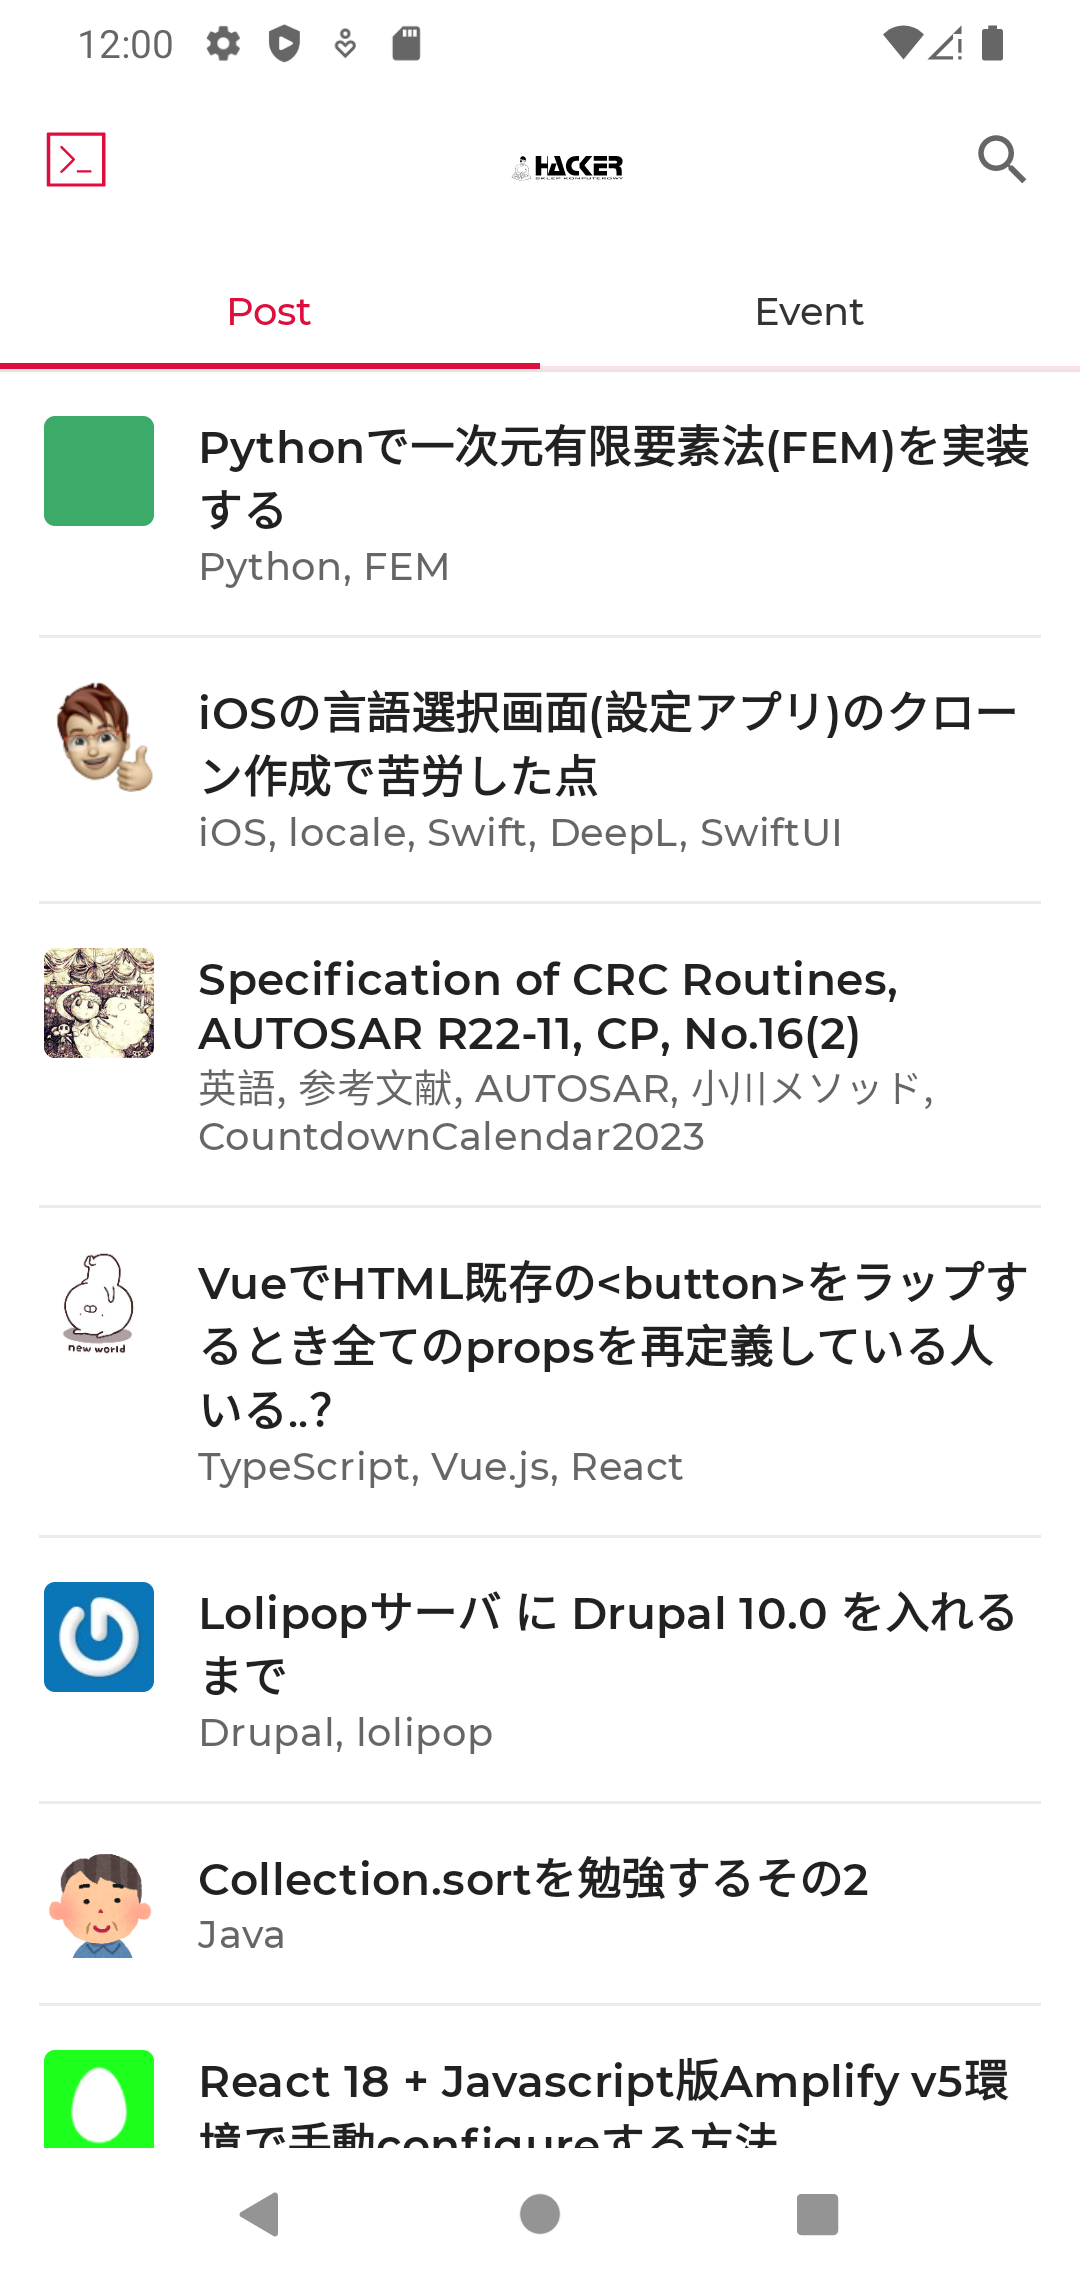 12:00
HACKER
SKLEP KOMPUTEROWY
Post
Event
Pythonで一次元有限要素法(FEM)を実装
する
Python, FEM
iOSの言語選択画面(設定アプリ)のクロー
ン作成で苦労した点
iOS, locale, Swift, DeepL, SwiftUI
Specification of CRC Routines,
AUTOSAR R22-11, CP, No.16(2)
英語, 参考文献, AUTOSAR, 小川メソッド,
CountdownCalendar2023
new world
VueでHTML既存の<button>をラップす
るとき全てのpropsを再定義している人
いる..?
TypeScript, Vue.js, React
Lolipopサーバ に Drupal 10.0 を入れる
まで
Drupal, lolipop
Collection.sortを勉強するその2
Java
React 18 + Javascript版Amplify v5環
境で手動configureする方法